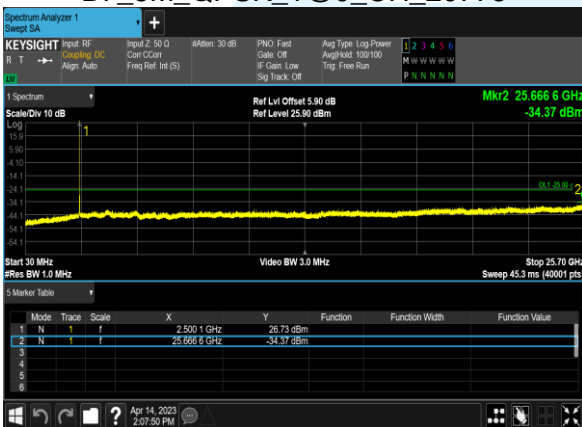 Spectrum Analyzer 1
Swept SA
+
KEYSIGHT
R T
LV
Input: RF
Coupling: DC
Align: Auto
Input Z: 50 Ω
Corr CCorr
Freq Ref: Int (S)
#Atten: 30 dB
PNO: Fast
Gate: Off
IF Gain: Low
Sig Track: Off
Avg Type: Log-Power
Avg|Hold: 100/100
Trig: Free Run
1 2 3 4 5 6
M W W W W W
P N N N N N
1 Spectrum
Scale/Div 10 dB
Ref Lvl Offset 5.90 dB
Ref Level 25.90 dBm
Mkr2 25.666 6 GHz
-34.37 dBm
Log
15.9
5.90
-4.10
-14.1
-24.1
-34.1
-44.1
-54.1
-64.1
1
2
Start 30 MHz
#Res BW 1.0 MHz
Video BW 3.0 MHz
Stop 25.70 GHz
Sweep 45.3 ms (40001 pts
5 Marker Table
Mode Trace Scale X Y Function Function Width Function Value
1 N 1 f 2.500 1 GHz 26.73 dBm
2 N 1 f 25.666 6 GHz -34.37 dBm
3
4
5
6
?
Apr 14, 2023
2:07:50 PM